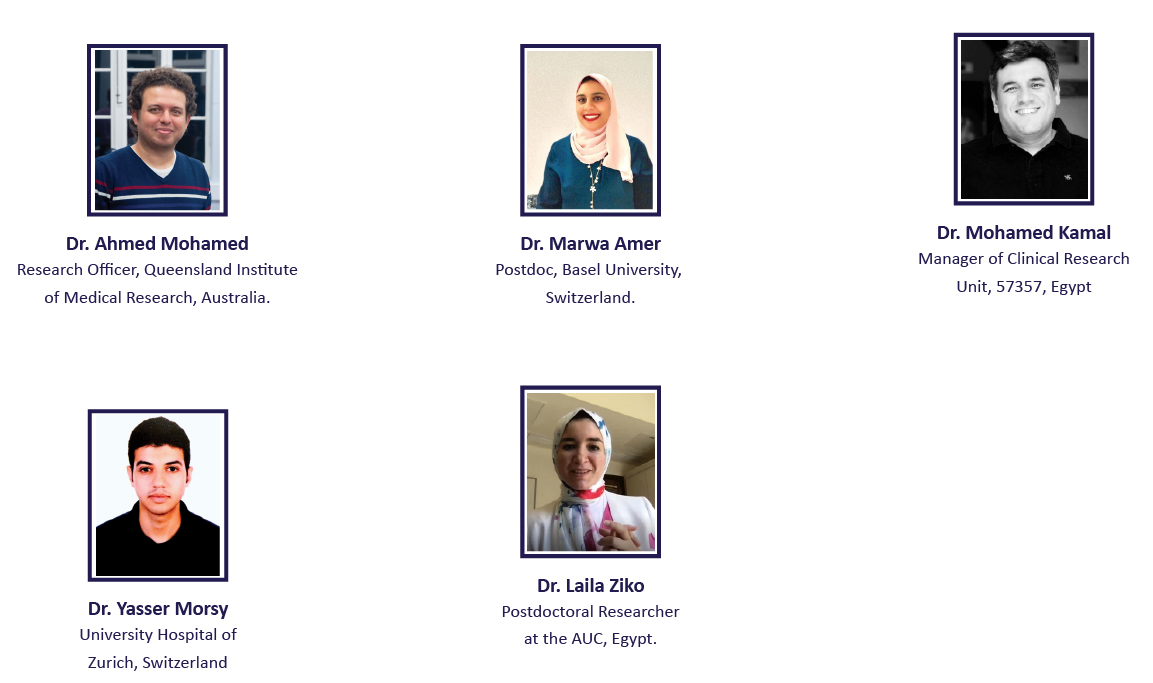 Dr. Ahmed Mohamed
Research Officer, Queensland Institute
of Medical Research, Australia.
Dr. Marwa Amer
Postdoc, Basel University,
Switzerland.
Dr. Mohamed Kamal
Manager of Clinical Research
Unit, 57357, Egypt
Dr. Yasser Morsy
University Hospital of
Zurich, Switzerland
Dr. Laila Ziko
Postdoctoral Researcher
at the AUC, Egypt.